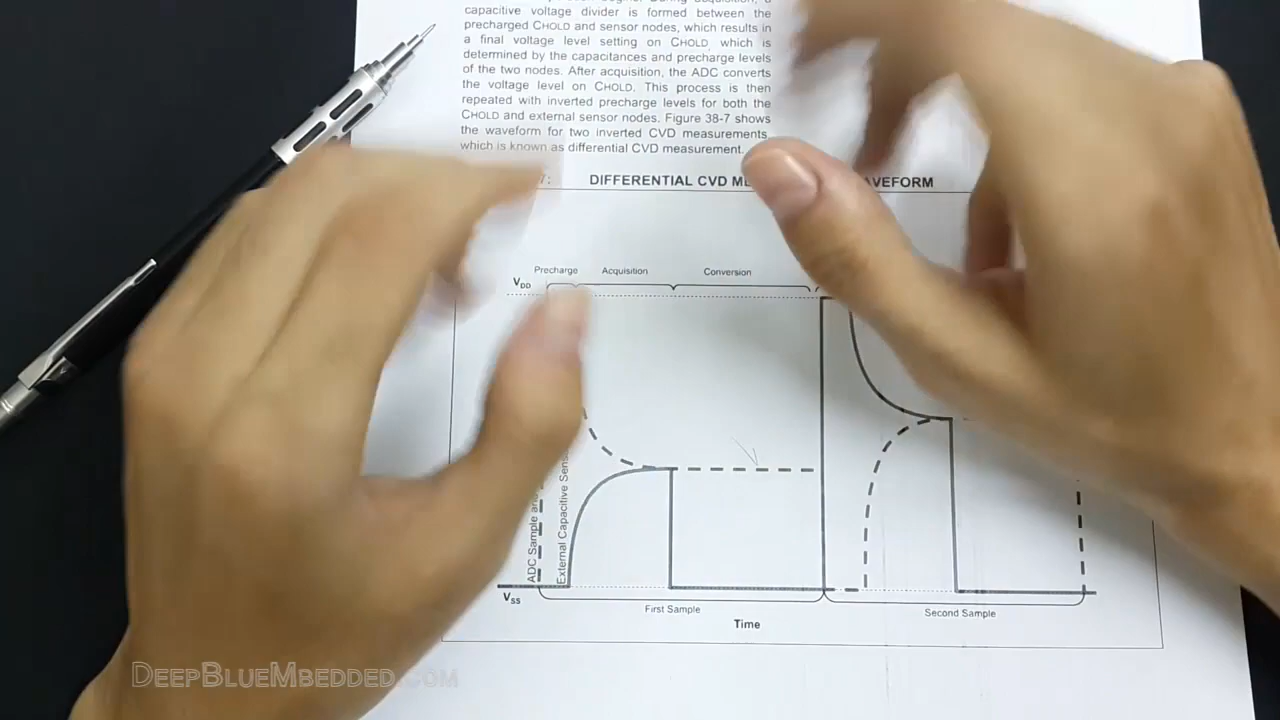 capacitive voltage divider is formed between the
precharged CHOLD and sensor nodes, which results in
a final voltage level setting on CHOLD, which is
determined by the capacitances and precharge levels
of the two nodes. After acquisition, the ADC converts
the voltage level on CHOLD. This process is then
repeated with inverted precharge levels for both the
CHOLD and external sensor nodes. Figure 38-7 shows
the waveform for two inverted CVD measurements,
which is known as differential CVD measurement.
7: DIFFERENTIAL CVD
VDD
Precharge Acquisition Conversion
ADC Sample and
External Capacitive
VSS
First Sample
Second Sample
Time
DEEPBLUEMBEDDED.COM